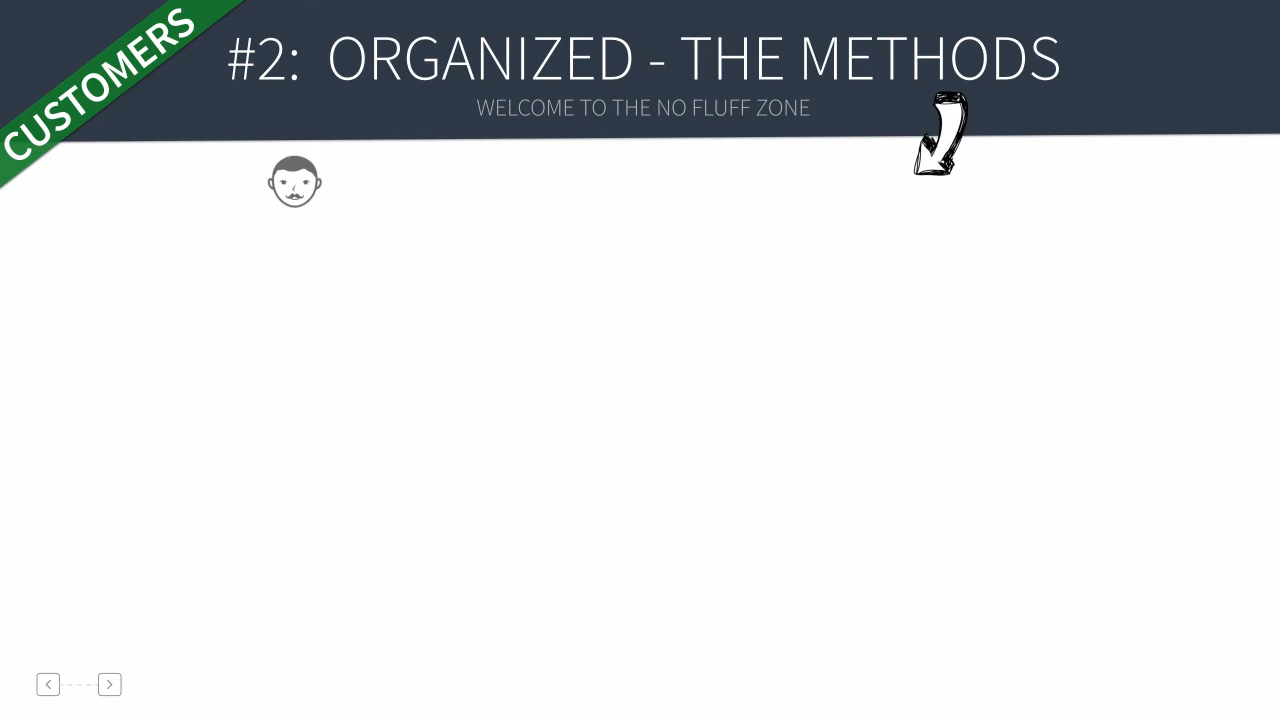 CUSTOMERS
#2: ORGANIZED - THE METHODS
WELCOME TO THE NO FLUFF ZONE